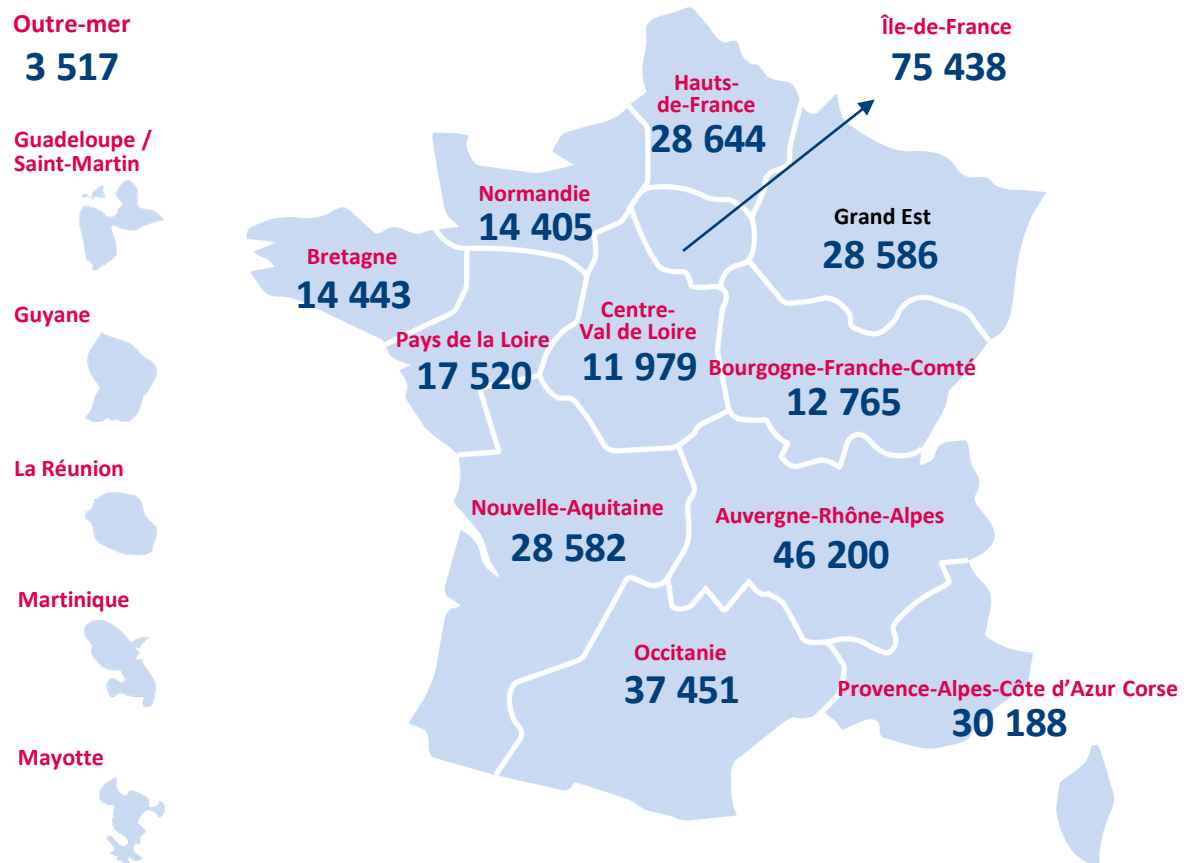 Outre-mer
3 517
Guadeloupe /
Saint-Martin
Guyane
La Réunion
Martinique
Mayotte
Île-de-France
75 438
Hauts-
de-France
28 644
Normandie
14 405
Grand Est
28 586
Bretagne
14 443
Pays de la Loire
17 520
Centre-
Val de Loire
11 979
Bourgogne-Franche-Comté
12 765
Nouvelle-Aquitaine
28 582
Auvergne-Rhône-Alpes
46 200
Occitanie
37 451
Provence-Alpes-Côte d’Azur Corse
30 188